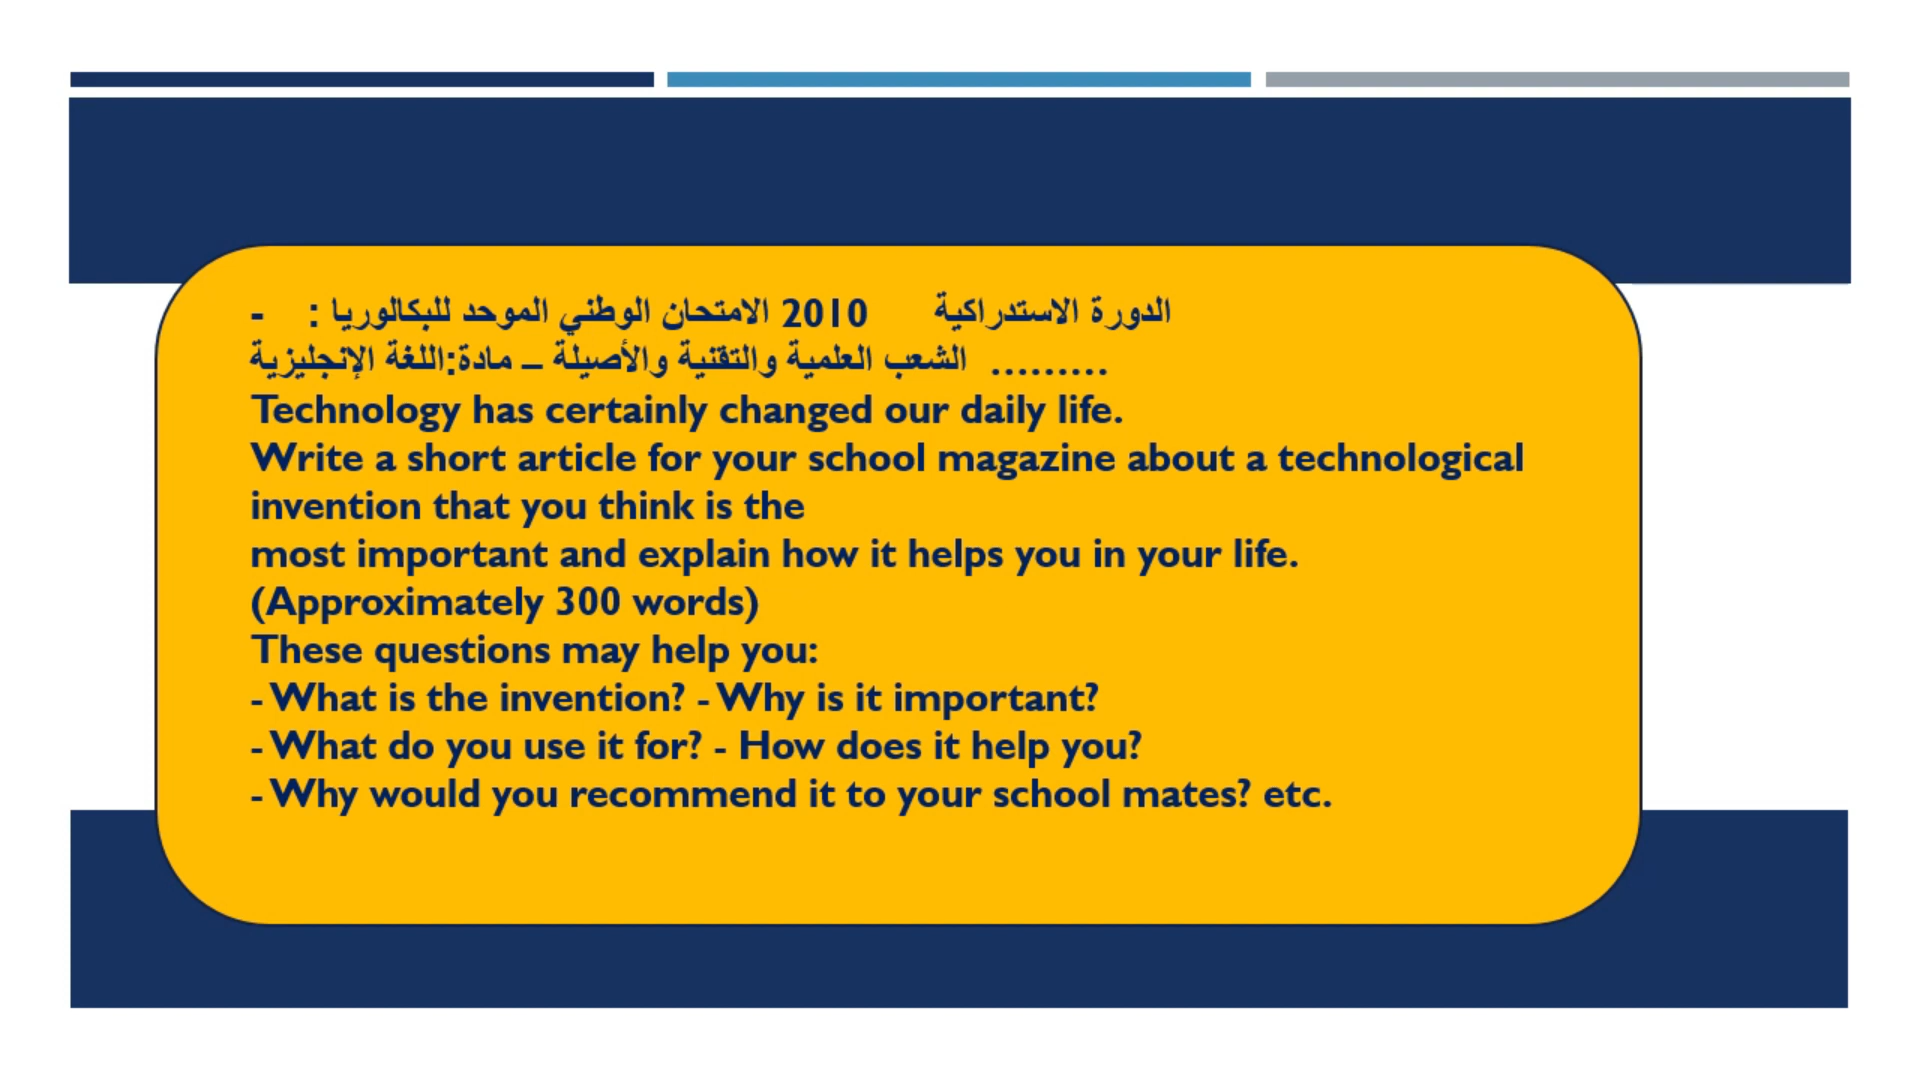 - الامتحان الوطني الموحد للبكالوريا : 2010 الدورة الاستدراكية
الشعب العلمية والتقنية والأصيلة – مادة:اللغة الإنجليزية .........
Technology has certainly changed our daily life.
Write a short article for your school magazine about a technological
invention that you think is the
most important and explain how it helps you in your life.
(Approximately 300 words)
These questions may help you:
- What is the invention? - Why is it important?
- What do you use it for? - How does it help you?
- Why would you recommend it to your school mates? etc.